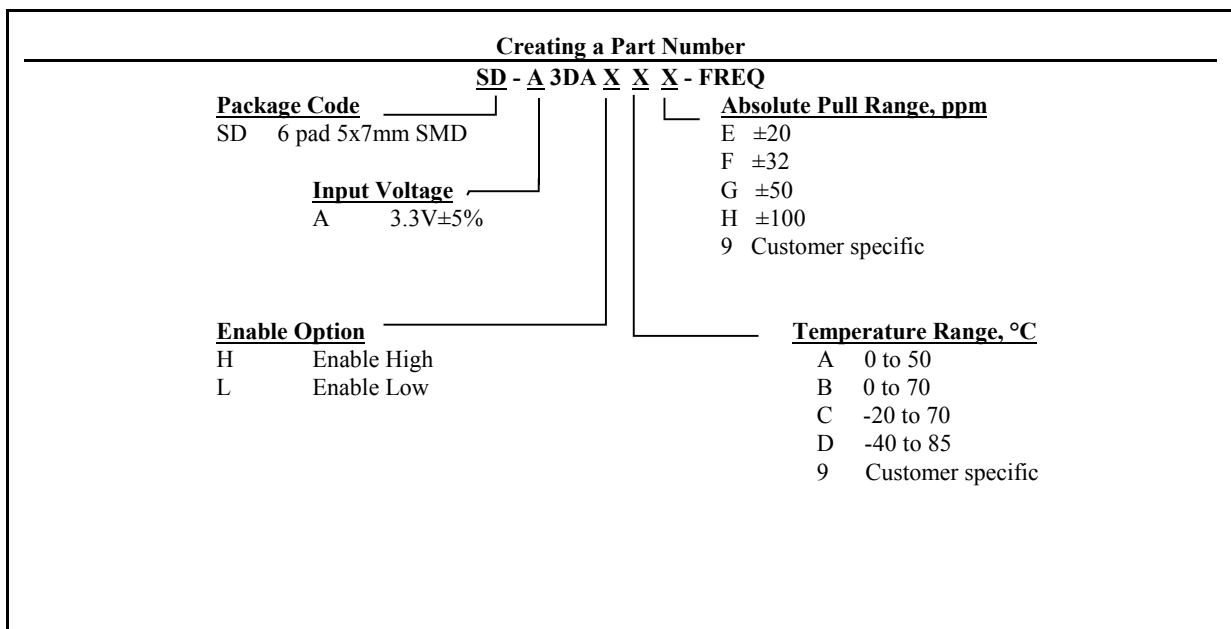 Creating a Part Number
SD - A 3DA X X X - FREQ
Package Code
SD 6 pad 5x7mm SMD
Input Voltage
A 3.3V±5%
Enable Option
H Enable High
L Enable Low
Absolute Pull Range, ppm
E ±20
F ±32
G ±50
H ±100
9 Customer specific
Temperature Range, °C
A 0 to 50
B 0 to 70
C -20 to 70
D -40 to 85
9 Customer specific